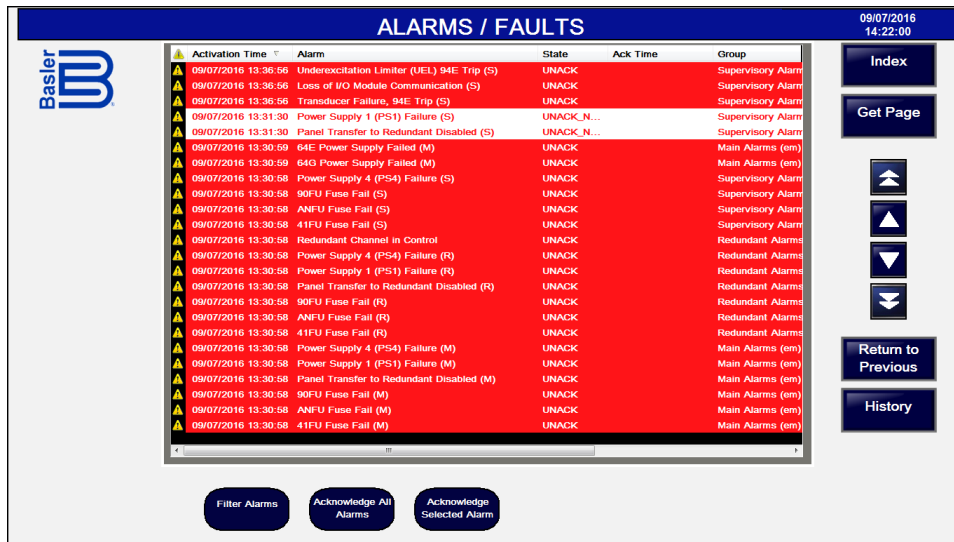 ALARMS / FAULTS
09/07/2016
14:22:00
Basler
Activation Time Alarm State Ack Time Group
09/07/2016 13:36:56 Underexcitation Limiter (UEL) 94E Trip (S) UNACK Supervisory Alarm
09/07/2016 13:36:56 Loss of I/O Module Communication (S) UNACK Supervisory Alarm
09/07/2016 13:36:56 Transducer Failure, 94E Trip (S) UNACK Supervisory Alarm
09/07/2016 13:31:30 Power Supply 1 (PS1) Failure (S) UNACK_N... Supervisory Alarm
09/07/2016 13:31:30 Panel Transfer to Redundant Disabled (S) UNACK_N... Supervisory Alarm
09/07/2016 13:30:59 64E Power Supply Failed (M) UNACK Main Alarms (em)
09/07/2016 13:30:59 64G Power Supply Failed (M) UNACK Main Alarms (em)
09/07/2016 13:30:58 Power Supply 4 (PS4) Failure (S) UNACK Supervisory Alarm
09/07/2016 13:30:58 90FU Fuse Fail (S) UNACK Supervisory Alarm
09/07/2016 13:30:58 ANFU Fuse Fail (S) UNACK Supervisory Alarm
09/07/2016 13:30:58 41FU Fuse Fail (S) UNACK Supervisory Alarm
09/07/2016 13:30:58 Redundant Channel in Control UNACK Redundant Alarms
09/07/2016 13:30:58 Power Supply 4 (PS4) Failure (R) UNACK Redundant Alarms
09/07/2016 13:30:58 Power Supply 1 (PS1) Failure (R) UNACK Redundant Alarms
09/07/2016 13:30:58 Panel Transfer to Redundant Disabled (R) UNACK Redundant Alarms
09/07/2016 13:30:58 90FU Fuse Fail (R) UNACK Redundant Alarms
09/07/2016 13:30:58 ANFU Fuse Fail (R) UNACK Redundant Alarms
09/07/2016 13:30:58 41FU Fuse Fail (R) UNACK Redundant Alarms
09/07/2016 13:30:58 Power Supply 4 (PS4) Failure (M) UNACK Main Alarms (em)
09/07/2016 13:30:58 Power Supply 1 (PS1) Failure (M) UNACK Main Alarms (em)
09/07/2016 13:30:58 Panel Transfer to Redundant Disabled (M) UNACK Main Alarms (em)
09/07/2016 13:30:58 90FU Fuse Fail (M) UNACK Main Alarms (em)
09/07/2016 13:30:58 ANFU Fuse Fail (M) UNACK Main Alarms (em)
09/07/2016 13:30:58 41FU Fuse Fail (M) UNACK Main Alarms (em)
Index
Get Page
Return to
Previous
History
Filter Alarms
Acknowledge All
Alarms
Acknowledge
Selected Alarm